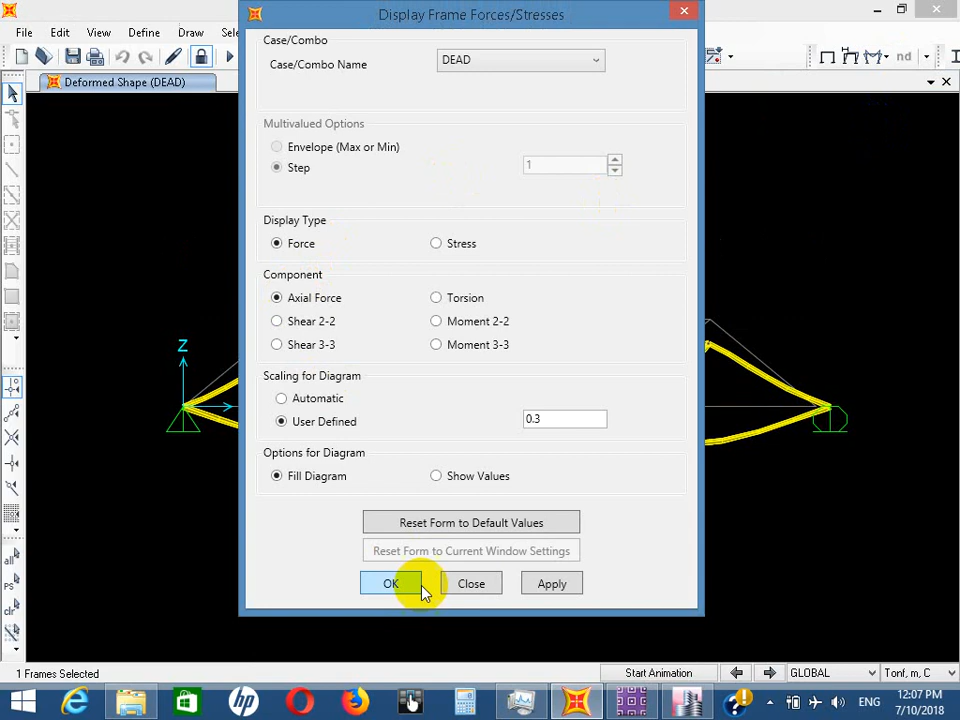 Display Frame Forces/Stresses
File Edit View Define Draw
nd
Deformed Shape (DEAD)
Case/Combo
Case/Combo Name DEAD
Multivalued Options
Envelope (Max or Min)
Step 1
Display Type
Force Stress
Component
Axial Force Torsion
Shear 2-2 Moment 2-2
Shear 3-3 Moment 3-3
Z
Scaling for Diagram
Automatic
User Defined 0.3
Options for Diagram
Fill Diagram Show Values
Reset Form to Default Values
Reset Form to Current Window Settings
OK Close Apply
all
PS
clr
1 Frames Selected Start Animation GLOBAL Tonf, m, C
ENG 12:07 PM
7/10/2018